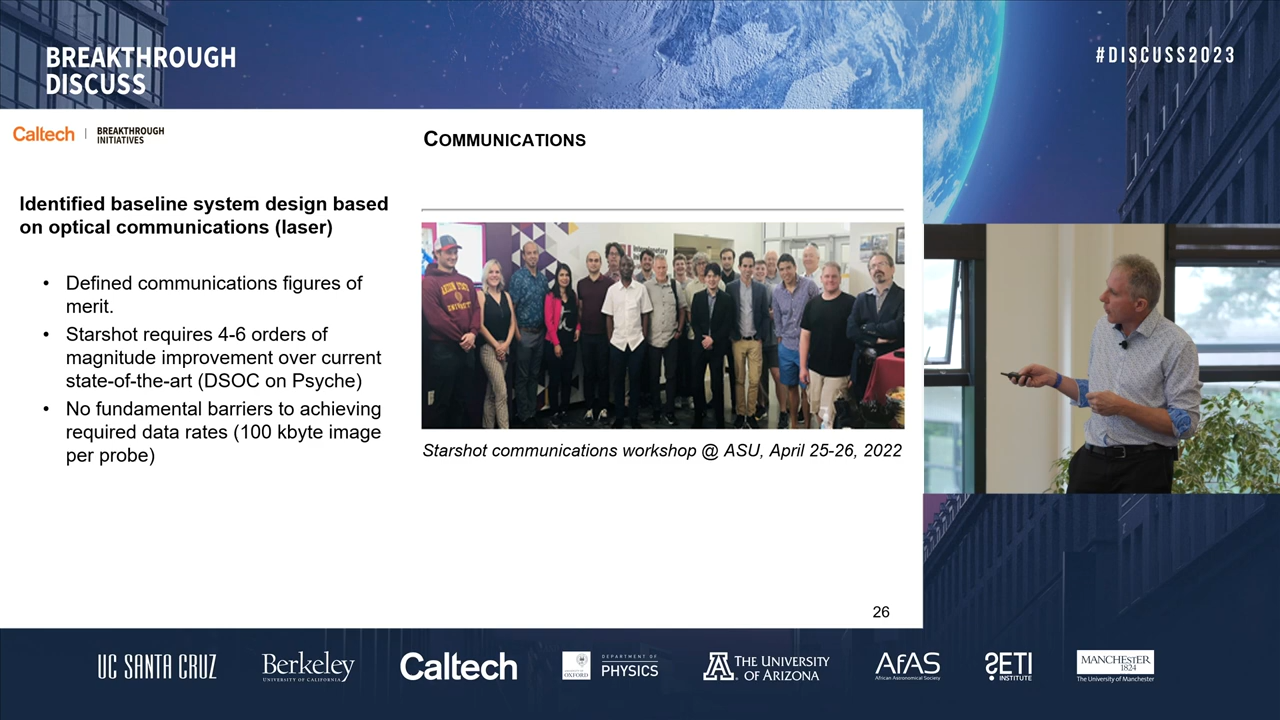 BREAKTHROUGH
DISCUSS
#DISCUSS2023
Caltech | BREAKTHROUGH
INITIATIVES
COMMUNICATIONS
Identified baseline system design based
on optical communications (laser)
• Defined communications figures of
merit.
• Starshot requires 4-6 orders of
magnitude improvement over current
state-of-the-art (DSOC on Psyche)
• No fundamental barriers to achieving
required data rates (100 kbyte image
per probe)
Interplanetary
Starshot communications workshop @ ASU, April 25-26, 2022
26
UC SANTA CRUZ
Berkeley
UNIVERSITY OF CALIFORNIA
Caltech
OXFORD
DEPARTMENT OF
PHYSICS
THE UNIVERSITY
OF ARIZONA
AfAS
African Astronomical Society
SETI
INSTITUTE
MANCHESTER
1824
The University of Manchester